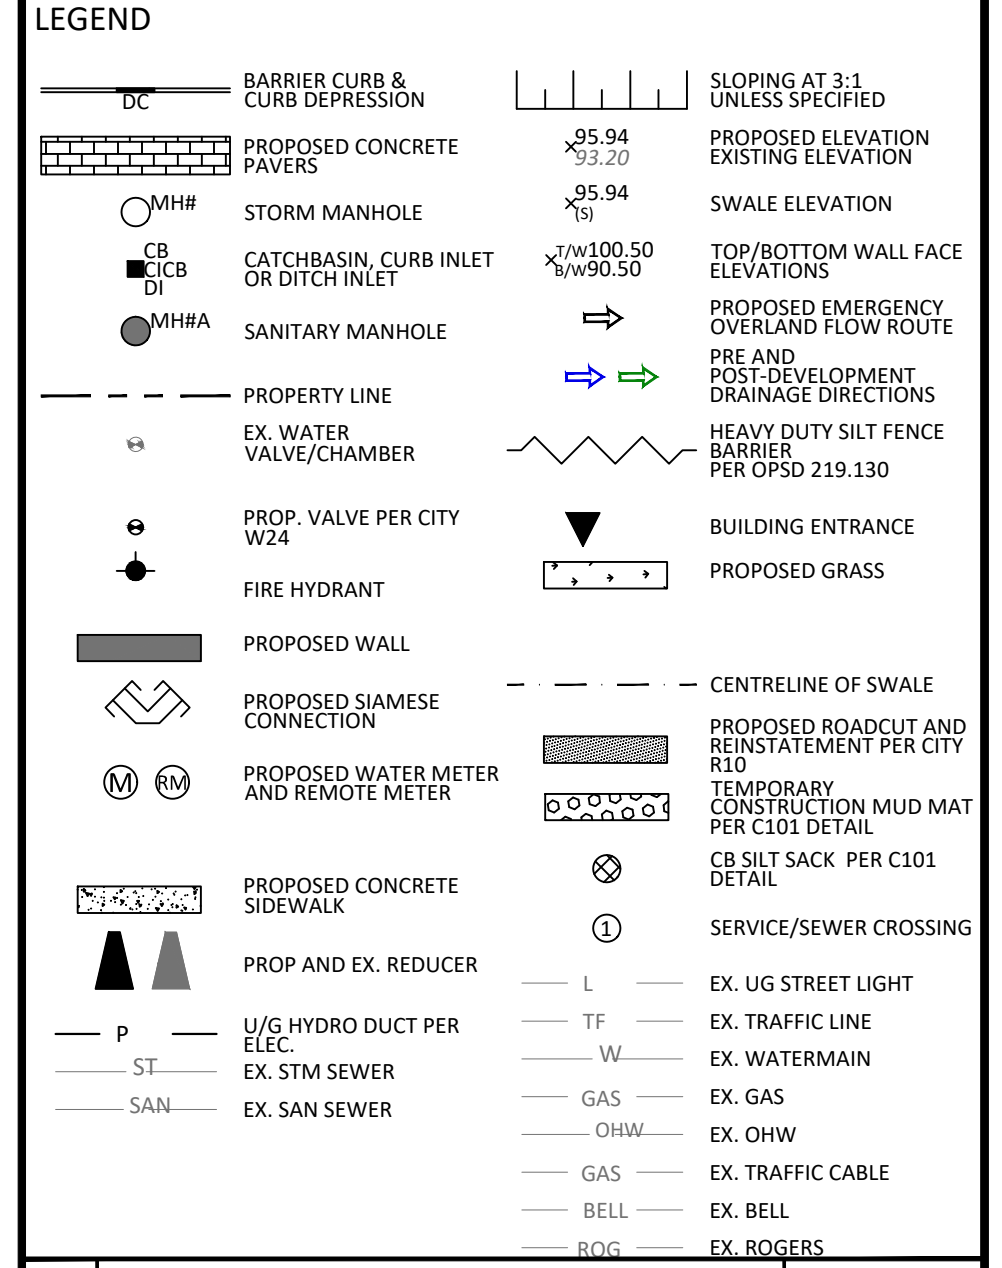 LEGEND
DC
BARRIER CURB &
CURB DEPRESSION
PROPOSED CONCRETE
PAVERS
MH#
STORM MANHOLE
CB
CICB
DI
CATCHBASIN, CURB INLET
OR DITCH INLET
MH#A
SANITARY MANHOLE
PROPERTY LINE
EX. WATER
VALVE/CHAMBER
PROP. VALVE PER CITY
W24
FIRE HYDRANT
PROPOSED WALL
PROPOSED SIAMESE
CONNECTION
M RM
PROPOSED WATER METER
AND REMOTE METER
PROPOSED CONCRETE
SIDEWALK
PROP AND EX. REDUCER
P
U/G HYDRO DUCT PER
ELEC.
ST
EX. STM SEWER
SAN
EX. SAN SEWER
SLOPING AT 3:1
UNLESS SPECIFIED
95.94
93.20
PROPOSED ELEVATION
EXISTING ELEVATION
95.94
(S)
SWALE ELEVATION
T/W100.50
B/W90.50
TOP/BOTTOM WALL FACE
ELEVATIONS
PROPOSED EMERGENCY
OVERLAND FLOW ROUTE
PRE AND
POST-DEVELOPMENT
DRAINAGE DIRECTIONS
HEAVY DUTY SILT FENCE
BARRIER
PER OPSD 219.130
BUILDING ENTRANCE
PROPOSED GRASS
CENTRELINE OF SWALE
PROPOSED ROADCUT AND
REINSTATEMENT PER CITY
R10
TEMPORARY
CONSTRUCTION MUD MAT
PER C101 DETAIL
CB SILT SACK PER C101
DETAIL
1
SERVICE/SEWER CROSSING
L
EX. UG STREET LIGHT
TF
EX. TRAFFIC LINE
W
EX. WATERMAIN
GAS
EX. GAS
OHW
EX. OHW
GAS
EX. TRAFFIC CABLE
BELL
EX. BELL
ROG
EX. ROGERS